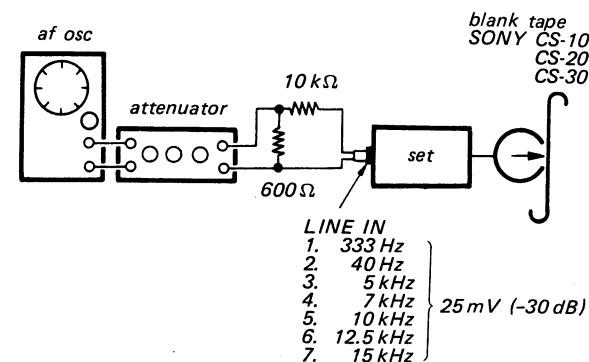 blank tape
SONY CS-10
CS-20
CS-30
af osc
attenuator
10 kΩ
600 Ω
set
LINE IN
1. 333 Hz
2. 40 Hz
3. 5 kHz
4. 7 kHz
5. 10 kHz
6. 12.5 kHz
7. 15 kHz
25 mV (–30 dB)